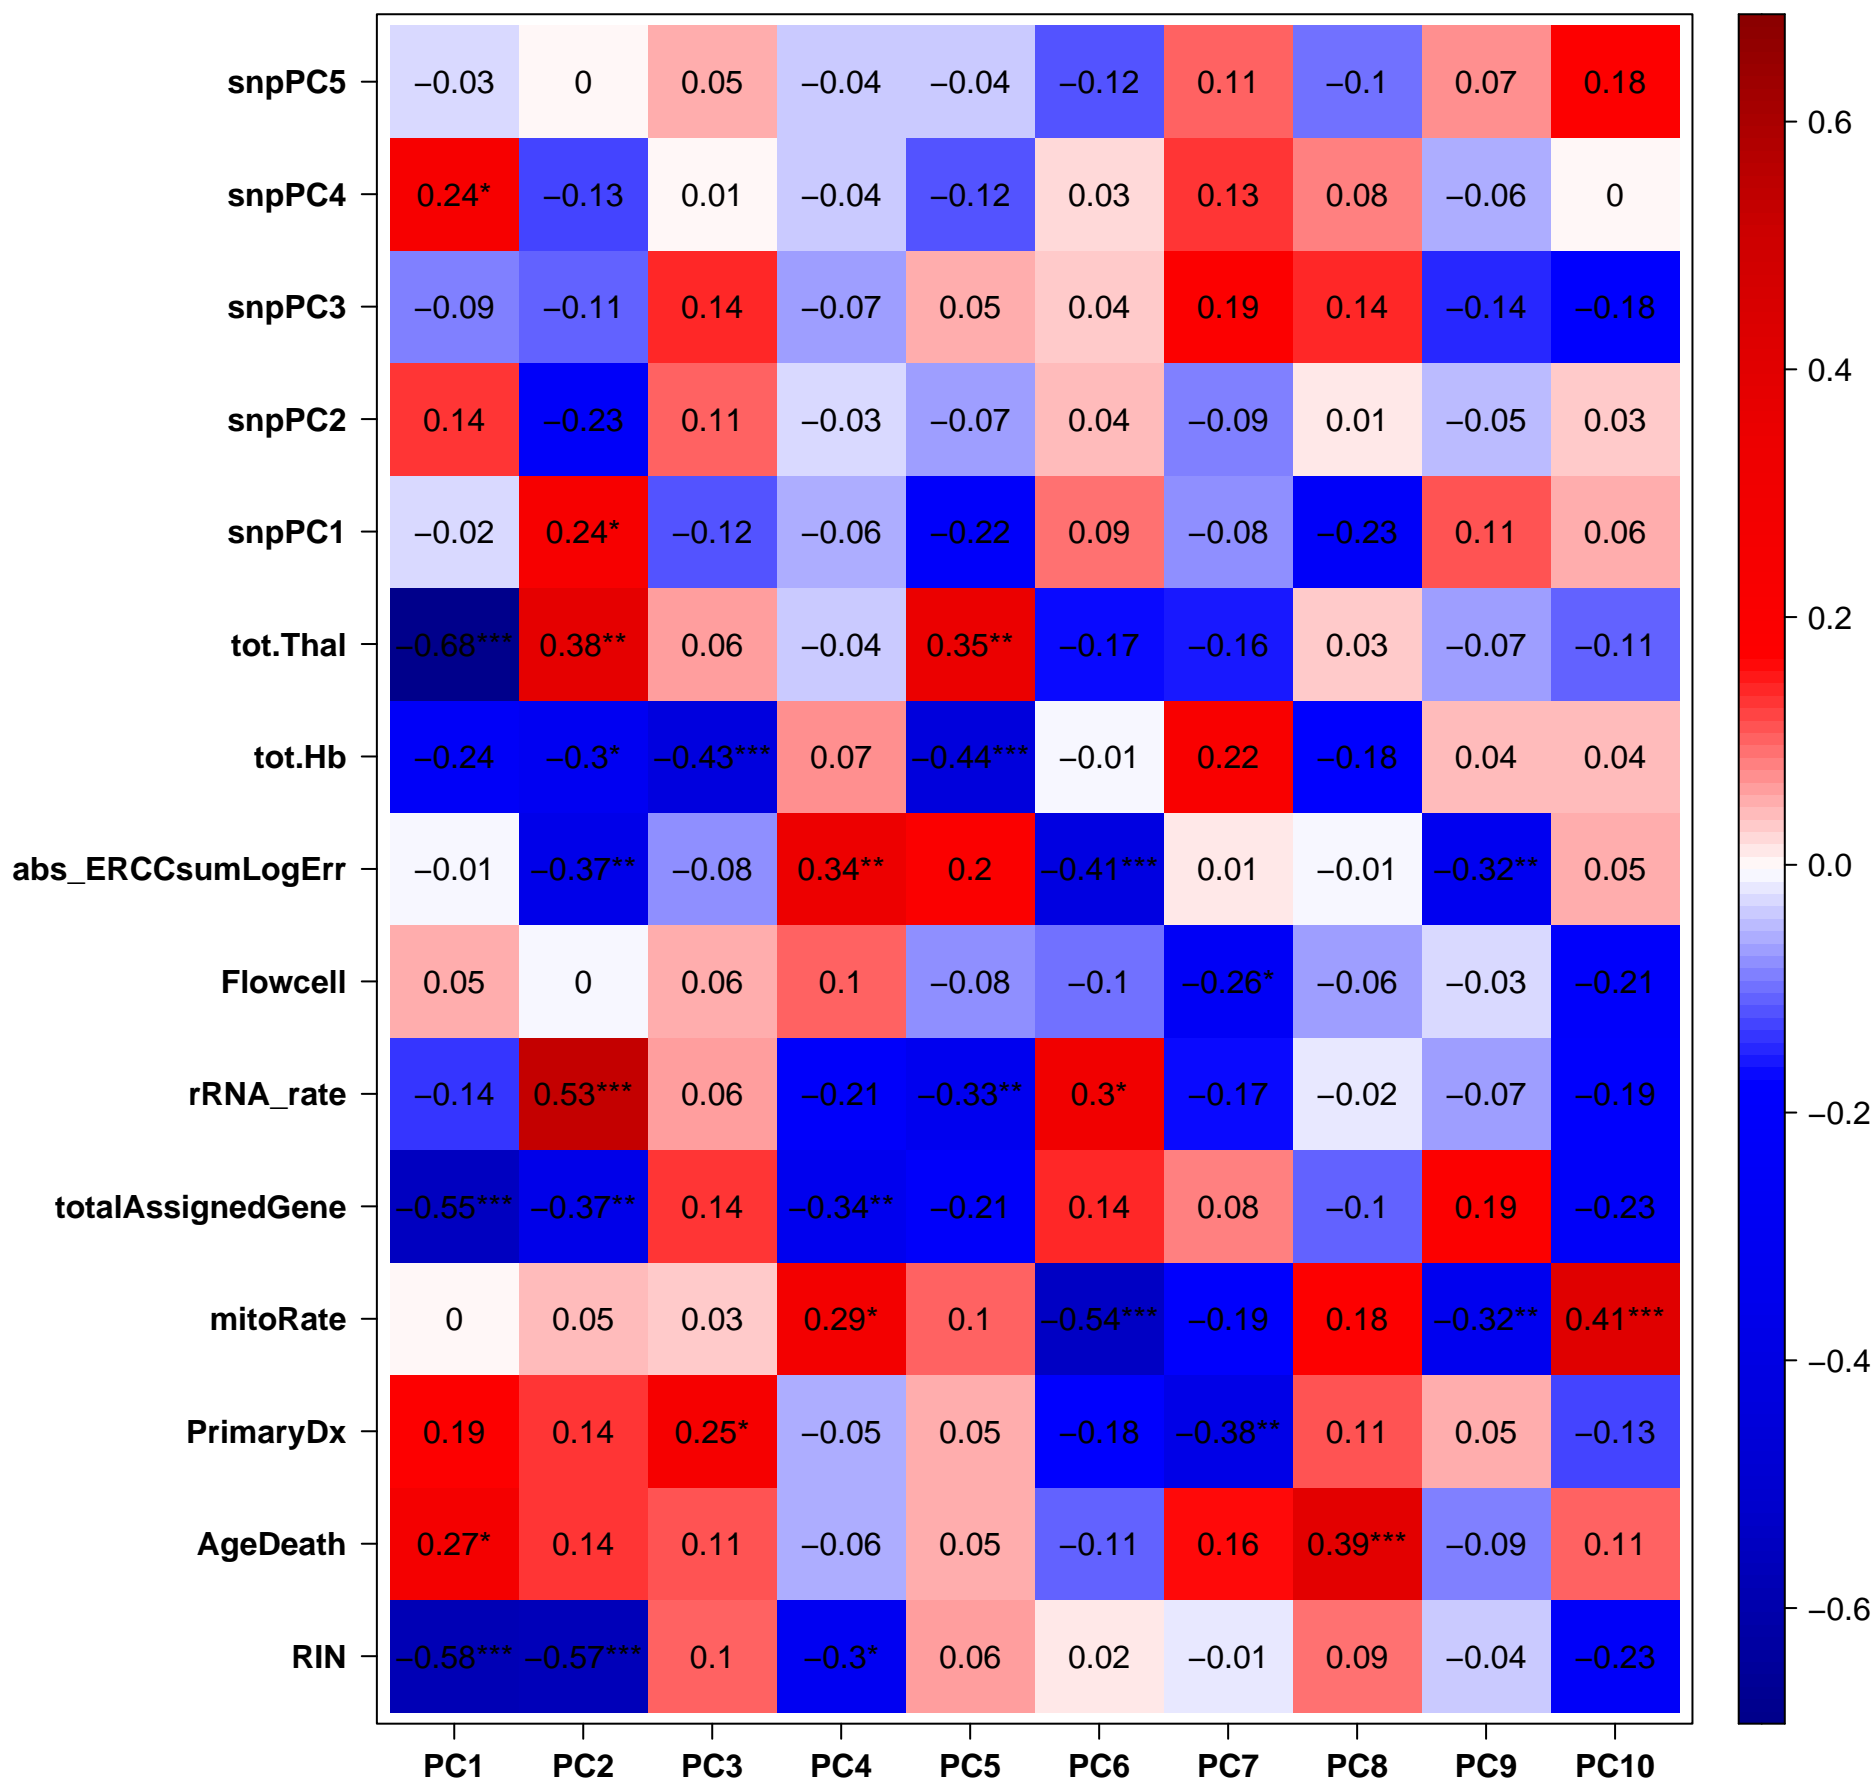 snpPC5 −0.03 0 0.05 −0.04 −0.04 −0.12 0.11 −0.1 0.07 0.18
snpPC4 0.24* −0.13 0.01 −0.04 −0.12 0.03 0.13 0.08 −0.06 0
snpPC3 −0.09 −0.11 0.14 −0.07 0.05 0.04 0.19 0.14 −0.14 −0.18
snpPC2 0.14 −0.23 0.11 −0.03 −0.07 0.04 −0.09 0.01 −0.05 0.03
snpPC1 −0.02 0.24* −0.12 −0.06 −0.22 0.09 −0.08 −0.23 0.11 0.06
tot.Thal −0.68*** 0.38** 0.06 −0.04 0.35** −0.17 −0.16 0.03 −0.07 −0.11
tot.Hb −0.24 −0.3* −0.43*** 0.07 −0.44*** −0.01 0.22 −0.18 0.04 0.04
abs_ERCCsumLogErr −0.01 −0.37** −0.08 0.34** 0.2 −0.41*** 0.01 −0.01 −0.32** 0.05
Flowcell 0.05 0 0.06 0.1 −0.08 −0.1 −0.26* −0.06 −0.03 −0.21
rRNA_rate −0.14 0.53*** 0.06 −0.21 −0.33** 0.3* −0.17 −0.02 −0.07 −0.19
totalAssignedGene −0.55*** −0.37** 0.14 −0.34** −0.21 0.14 0.08 −0.1 0.19 −0.23
mitoRate 0 0.05 0.03 0.29* 0.1 −0.54*** −0.19 0.18 −0.32** 0.41***
PrimaryDx 0.19 0.14 0.25* −0.05 0.05 −0.18 −0.38** 0.11 0.05 −0.13
AgeDeath 0.27* 0.14 0.11 −0.06 0.05 −0.11 0.16 0.39*** −0.09 0.11
RIN −0.58*** −0.57*** 0.1 −0.3* 0.06 0.02 −0.01 0.09 −0.04 −0.23
PC1 PC2 PC3 PC4 PC5 PC6 PC7 PC8 PC9 PC10
0.6
0.4
0.2
0.0
−0.2
−0.4
−0.6